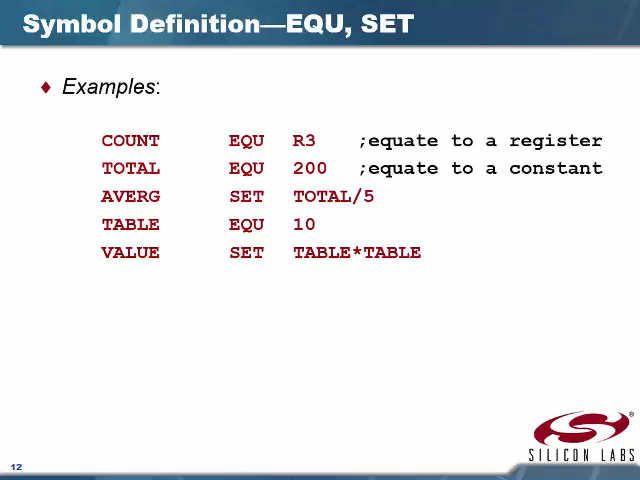 Symbol Definition—EQU, SET
♦ Examples:
COUNT EQU R3 ;equate to a register
TOTAL EQU 200 ;equate to a constant
AVERG SET TOTAL/5
TABLE EQU 10
VALUE SET TABLE*TABLE
®
SILICON LABS
12